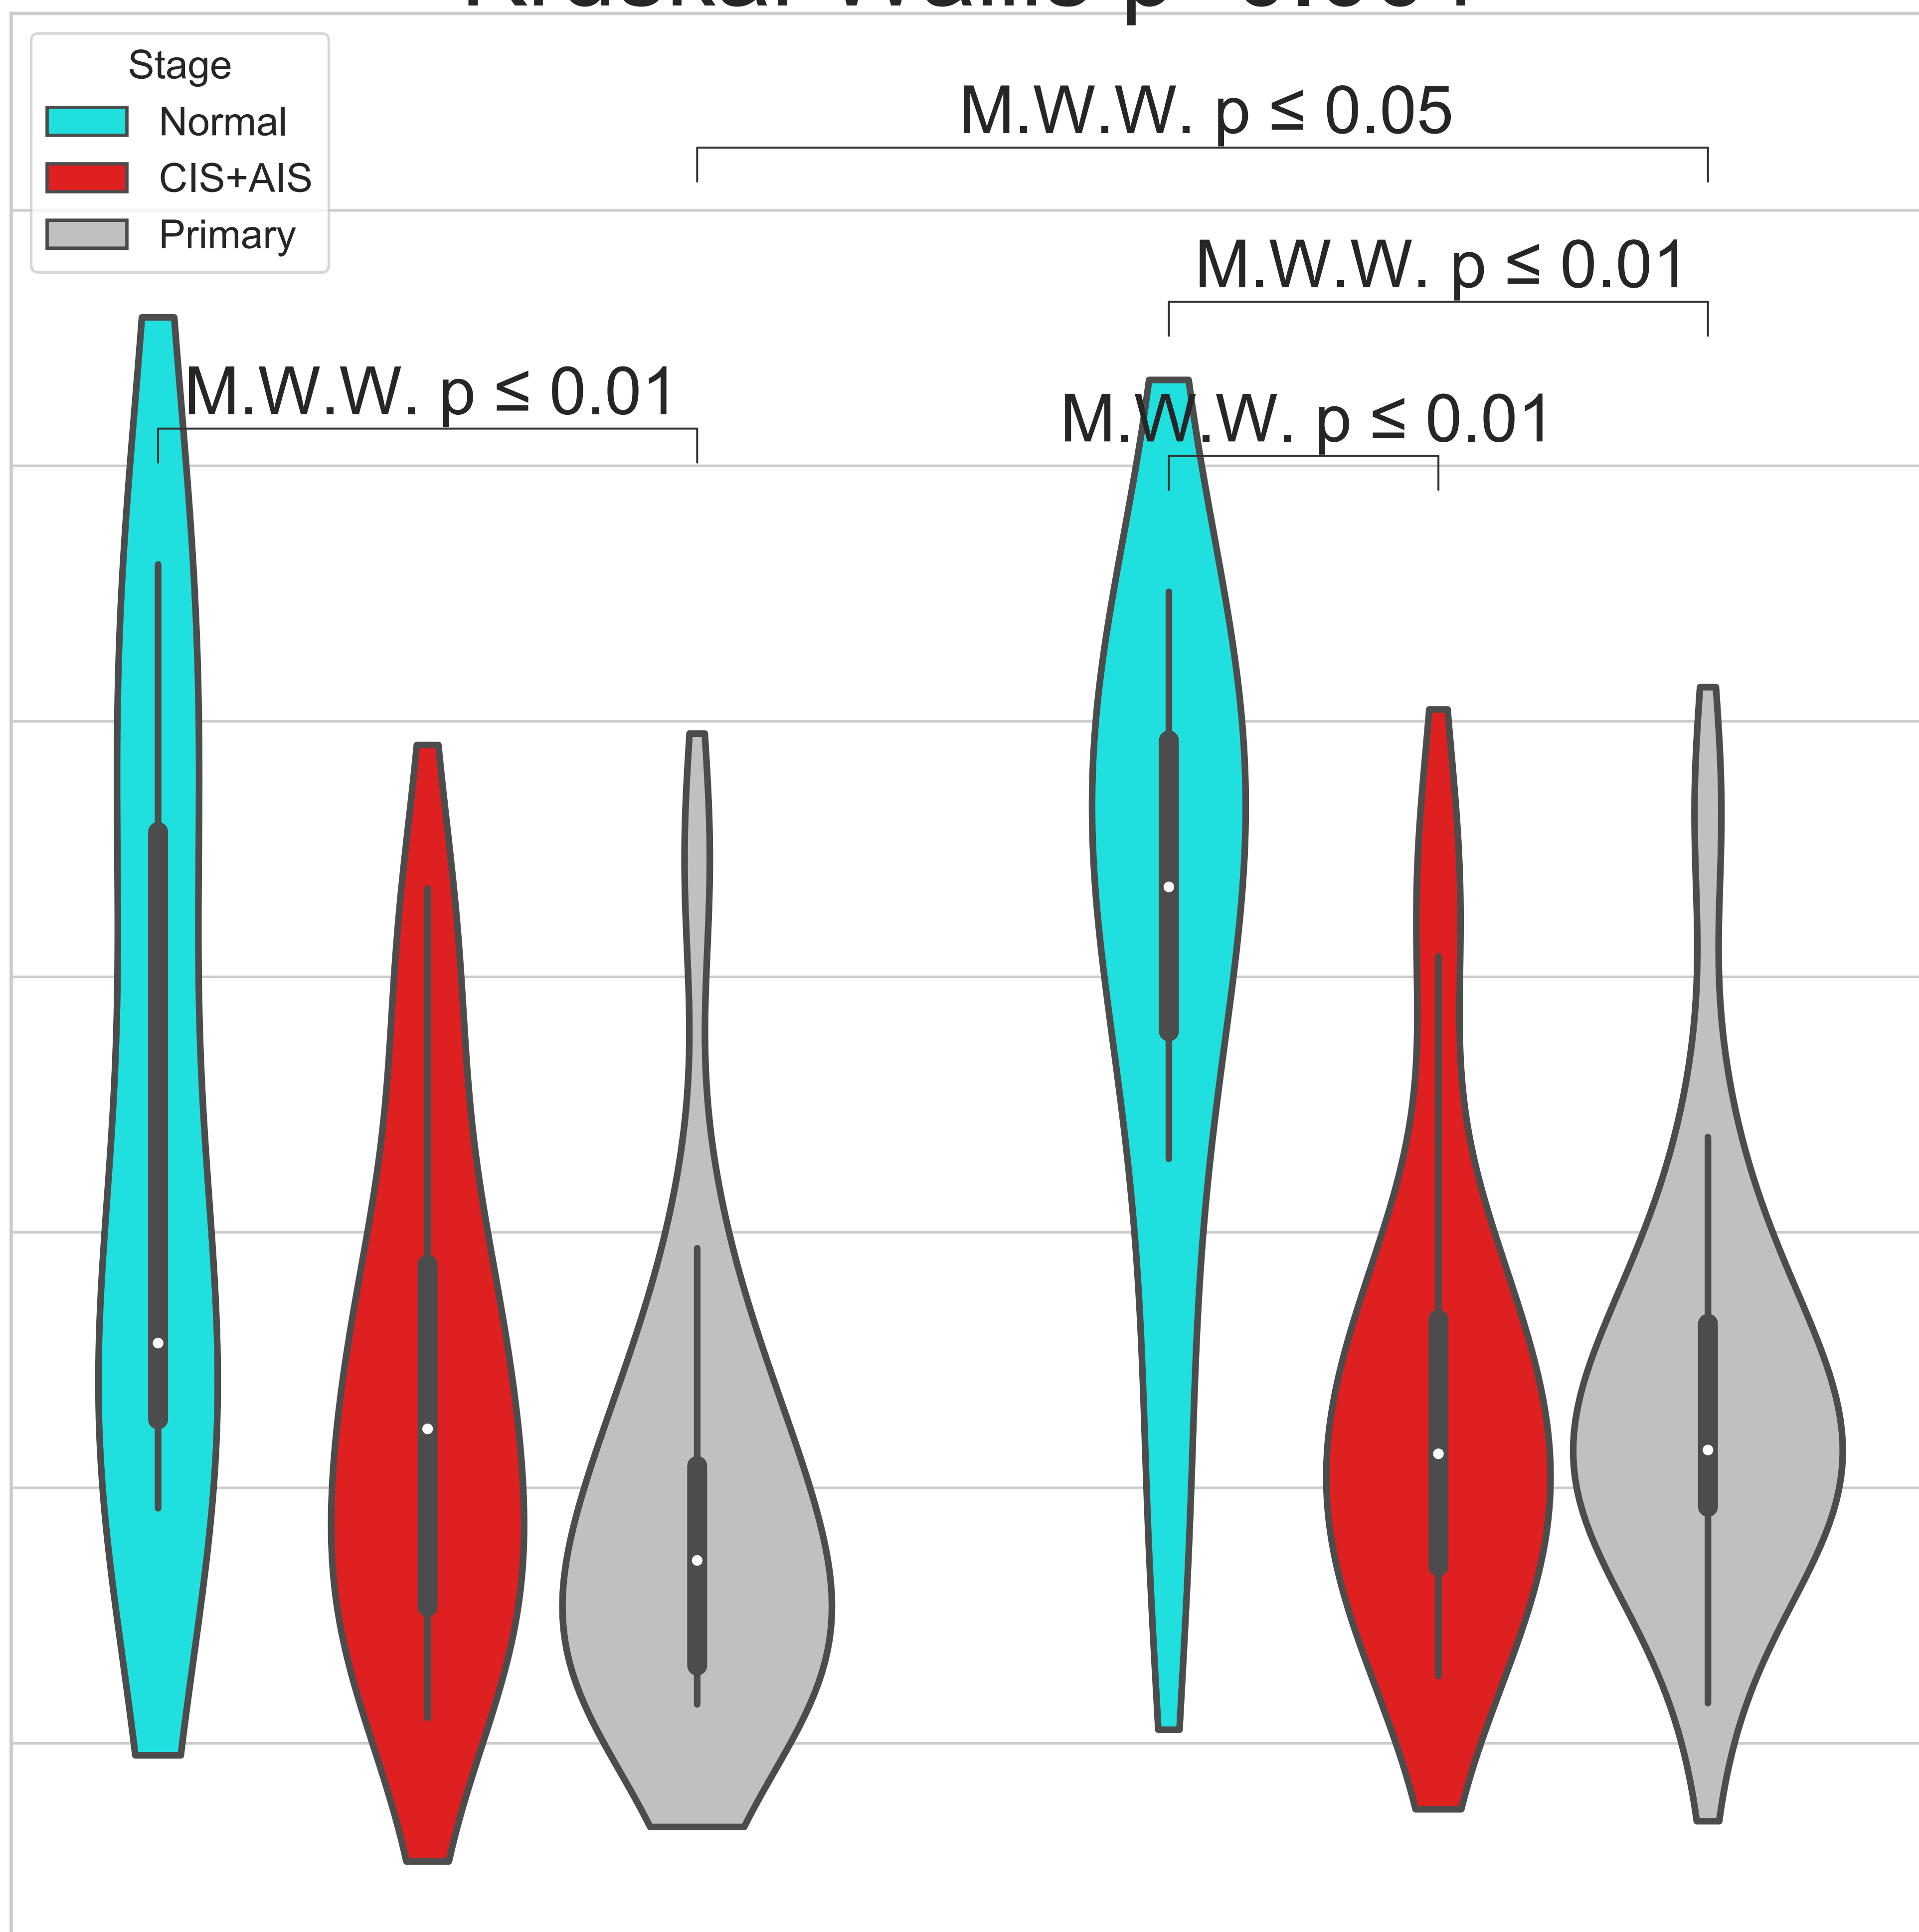 Stage
Normal
CIS+AIS
Primary
M.W.W. p ≤ 0.05
M.W.W. p ≤ 0.01
M.W.W. p ≤ 0.01
M.W.W. p ≤ 0.01